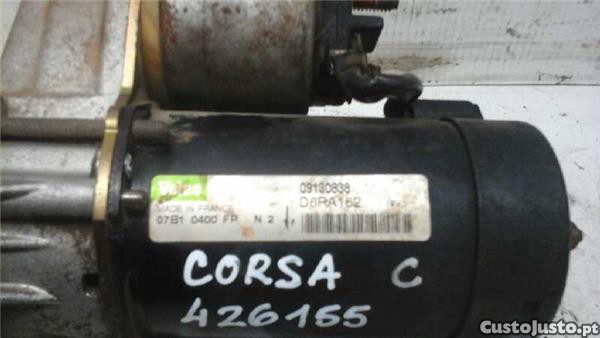 Valeo
09130838
MADE IN FRANCE
D6RA162
07B1 0400 FP N 2
CORSA C
426155
CustoJusto.pt